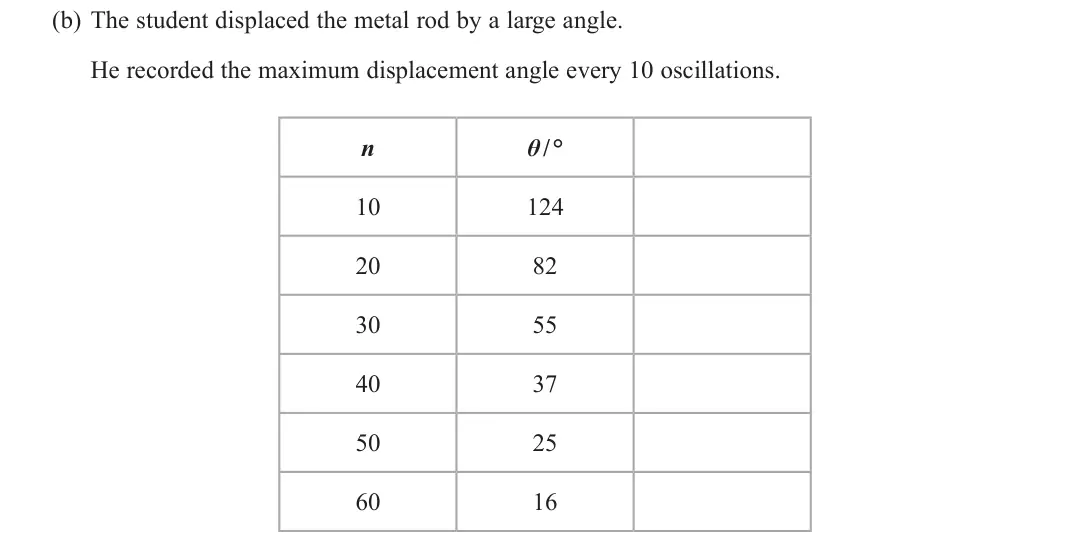 (b) The student displaced the metal rod by a large angle.
He recorded the maximum displacement angle every 10 oscillations.
n θ/°
10 124
20 82
30 55
40 37
50 25
60 16